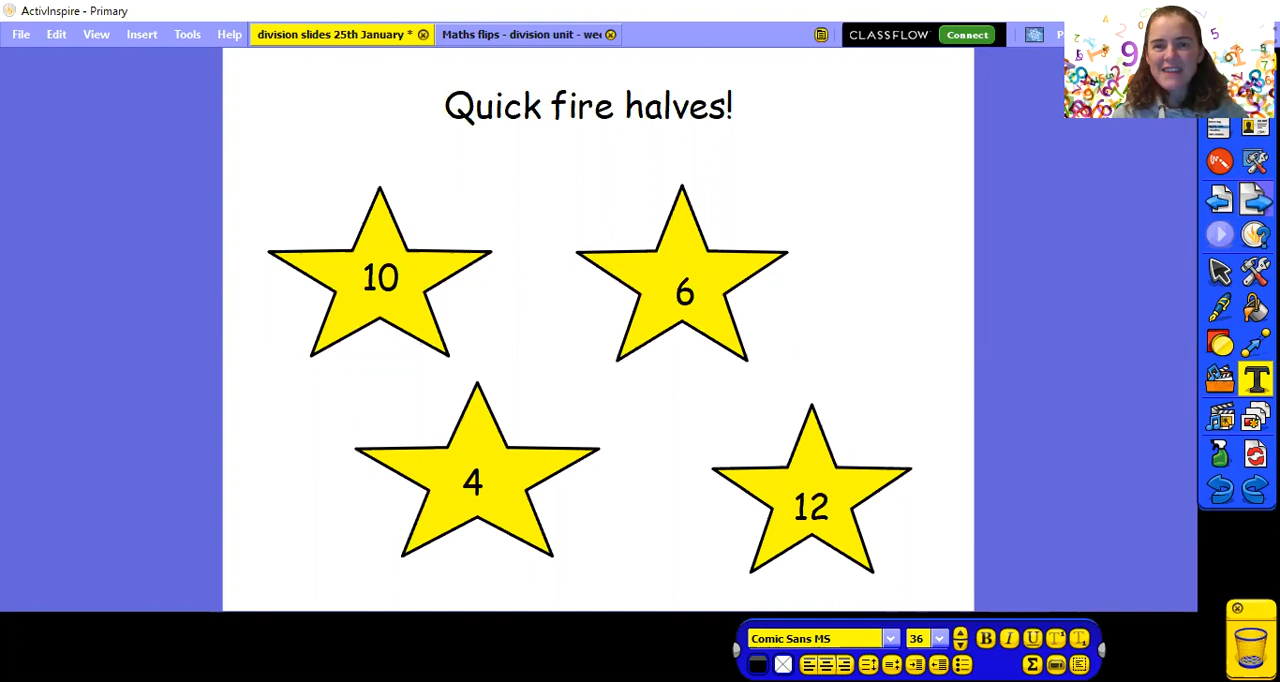 ActivInspire - Primary
File Edit View Insert Tools Help division slides 25th January * Maths flips - division unit - wee CLASSFLOW Connect
Quick fire halves!
10 6
4 12
Comic Sans MS 36 B I U